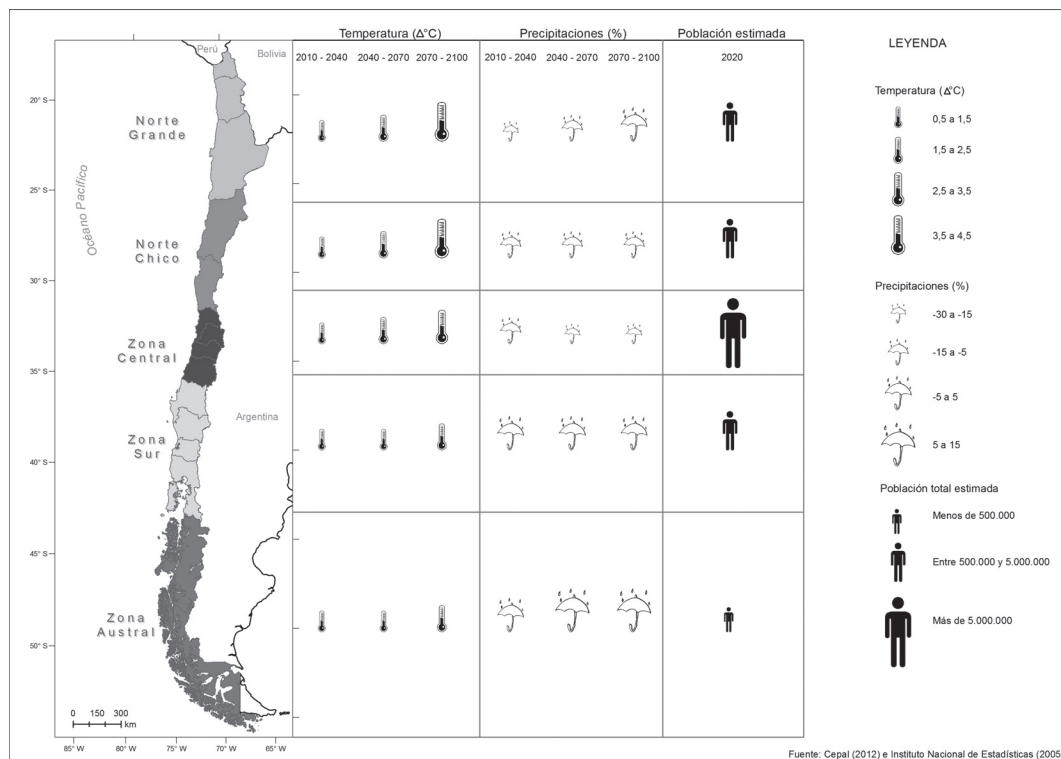 Temperatura (Δ°C)
Precipitaciones (%)
Población estimada
2010 - 2040
2040 - 2070
2070 - 2100
2010 - 2040
2040 - 2070
2070 - 2100
2020
Perú
Bolivia
Océano Pacífico
Argentina
Norte
Grande
Norte
Chico
Zona
Central
Zona
Sur
Zona
Austral
20° S
25° S
30° S
35° S
40° S
45° S
50° S
0 150 300
km
85° W
80° W
75° W
70° W
65° W
LEYENDA
Temperatura (Δ°C)
0,5 a 1,5
1,5 a 2,5
2,5 a 3,5
3,5 a 4,5
Precipitaciones (%)
-30 a -15
-15 a -5
-5 a 5
5 a 15
Población total estimada
Menos de 500.000
Entre 500.000 y 5.000.000
Más de 5.000.000
Fuente: Cepal (2012) e Instituto Nacional de Estadísticas (2005